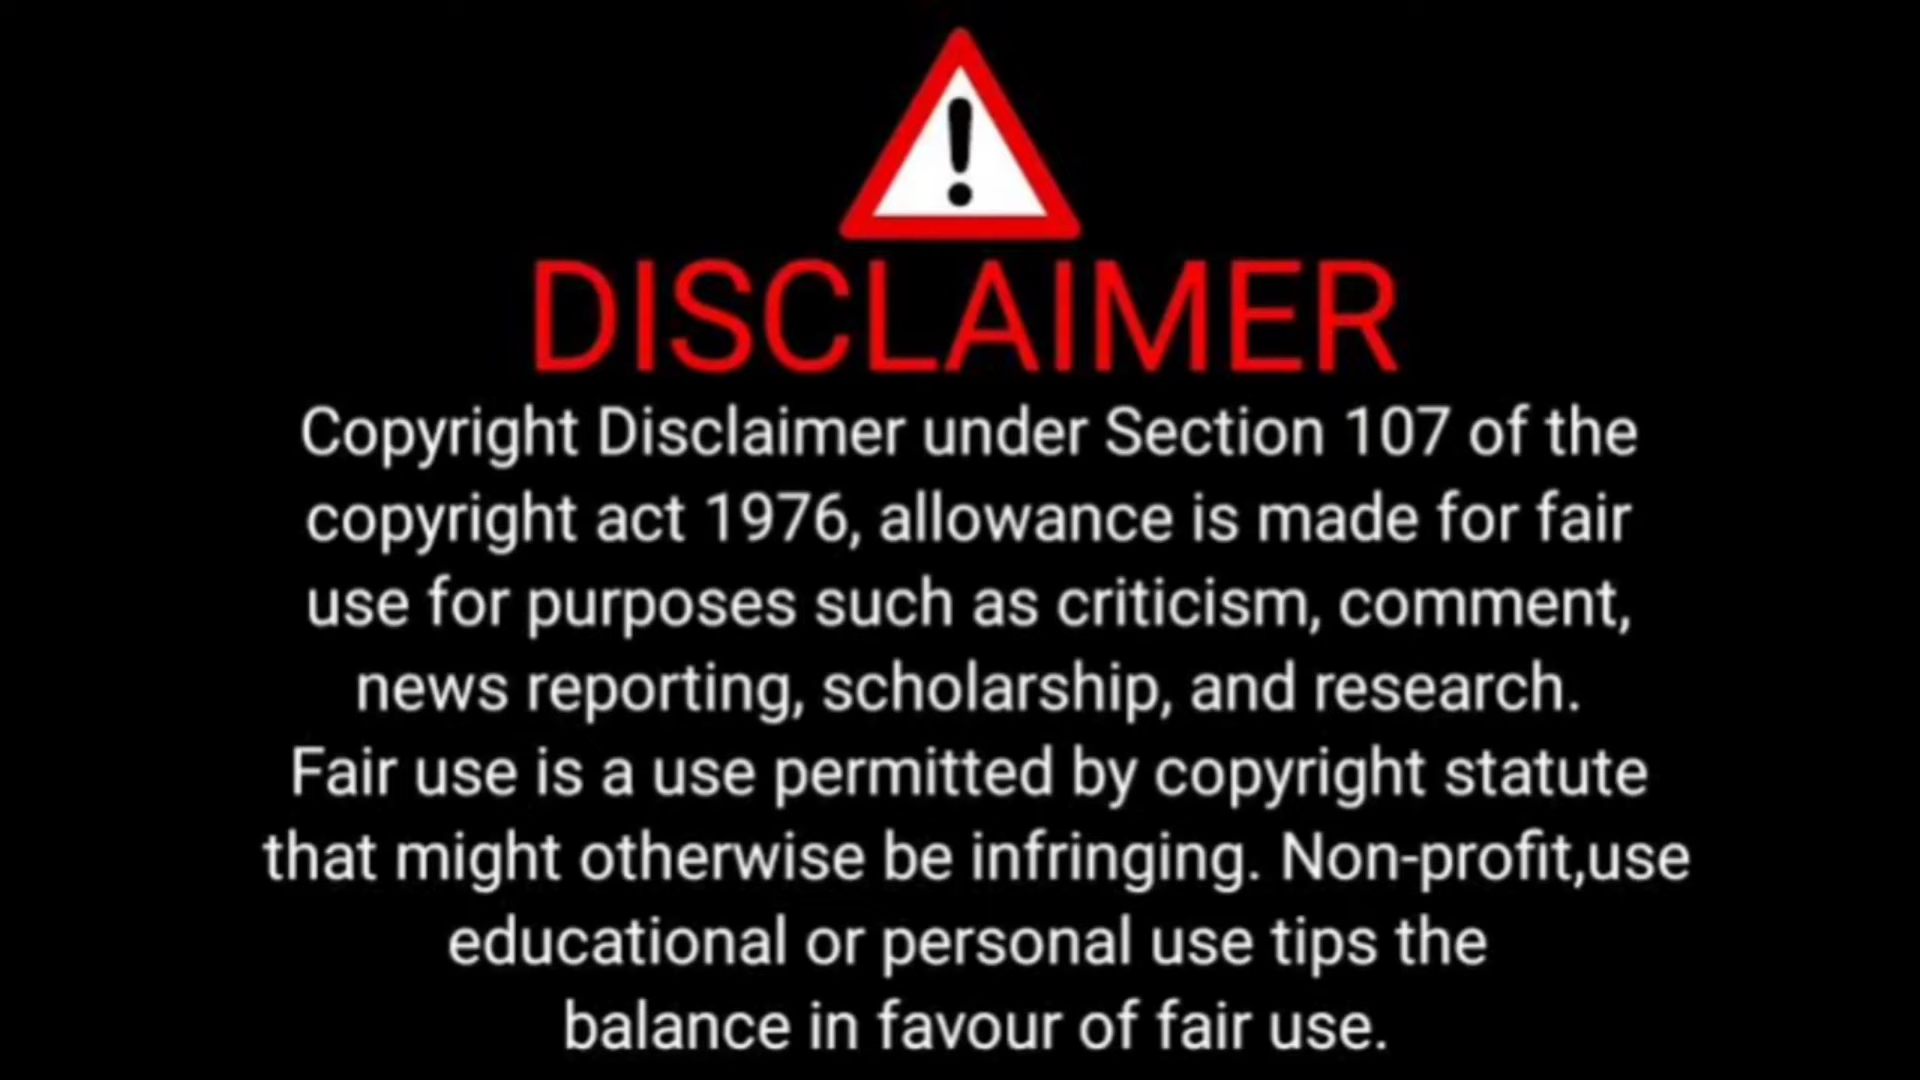 DISCLAIMER
Copyright Disclaimer under Section 107 of the
copyright act 1976, allowance is made for fair
use for purposes such as criticism, comment,
news reporting, scholarship, and research.
Fair use is a use permitted by copyright statute
that might otherwise be infringing. Non-profit,use
educational or personal use tips the
balance in favour of fair use.